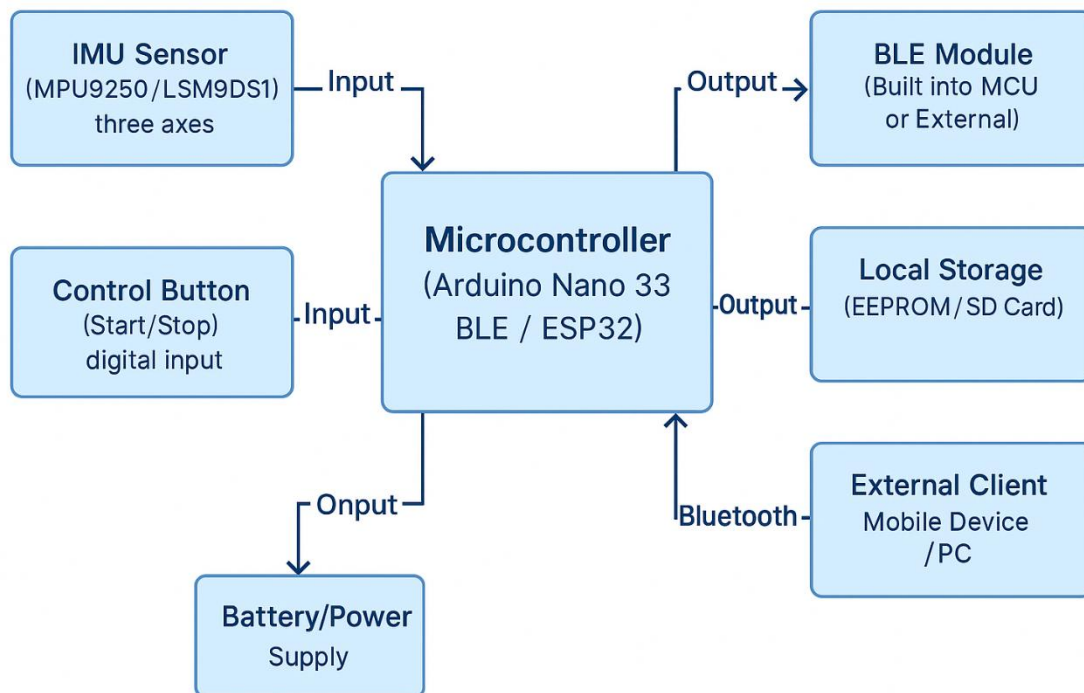 IMU Sensor
(MPU9250/LSM9DS1)
three axes
Input
Output
BLE Module
(Built into MCU
or External)
Control Button
(Start/Stop)
digital input
Input
Microcontroller
(Arduino Nano 33
BLE / ESP32)
Output
Local Storage
(EEPROM/SD Card)
Onput
Battery/Power
Supply
Bluetooth
External Client
Mobile Device
/PC